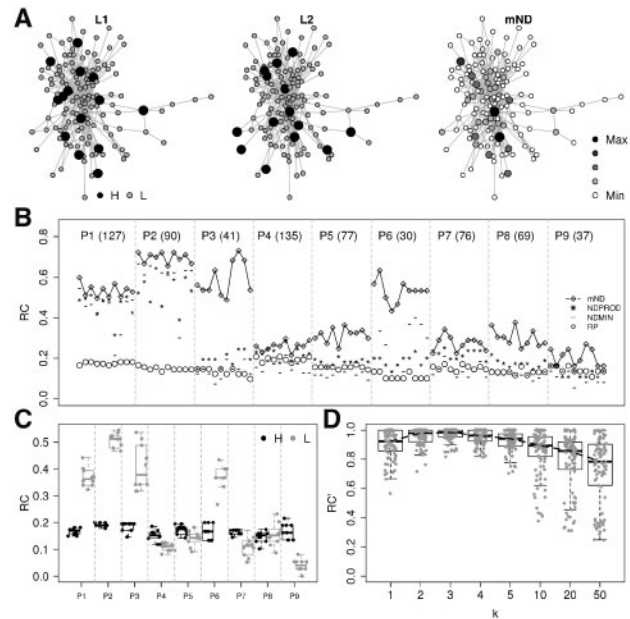 A
L1
L2
mND
H L
Max
Min
B
P1 (127) P2 (90) P3 (41) P4 (135) P5 (77) P6 (30) P7 (76) P8 (69) P9 (37)
RC
0.8
0.6
0.4
0.2
0.0
mND
NDPROD
NDMIN
RP
C
H L
RC
0.5
0.4
0.3
0.2
0.1
0.0
P1 P2 P3 P4 P5 P6 P7 P8 P9
D
RC'
1.0
0.8
0.6
0.4
0.2
0.0
1 2 3 4 5 10 20 50
k